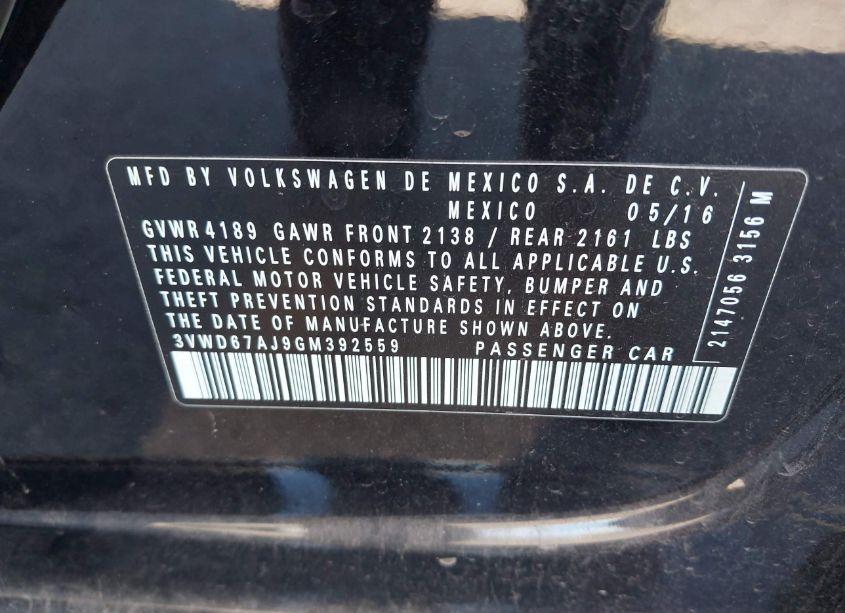 MFD BY VOLKSWAGEN DE MEXICO S.A. DE C.V.
MEXICO 05/16
GVWR 4189 GAWR FRONT 2138 / REAR 2161 LBS
THIS VEHICLE CONFORMS TO ALL APPLICABLE U.S.
FEDERAL MOTOR VEHICLE SAFETY, BUMPER AND
THEFT PREVENTION STANDARDS IN EFFECT ON
THE DATE OF MANUFACTURE SHOWN ABOVE.
3VWD67AJ9GM392559 PASSENGER CAR
2147056 3156 M